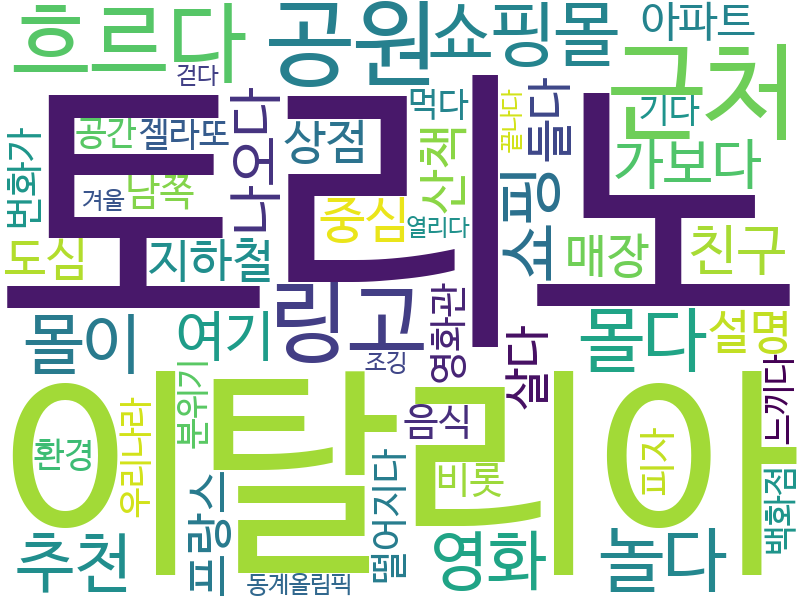 흐르다
공원
쇼핑몰
아파트
걷다
근처
토리노
먹다
기다
끝나다
들다
공간
젤라또
나오다
상점
산책
가보다
번화가
겨울
남쪽
중심
열리다
쇼핑
도심
지하철
매장
친구
링고
영화관
몰이
여기
몰다
설명
조깅
살다
느끼다
이탈리아
분위기
우리나라
환경
음식
피자
비롯
프랑스
떨어지다
백화점
추천
영화
놀다
동계올림픽